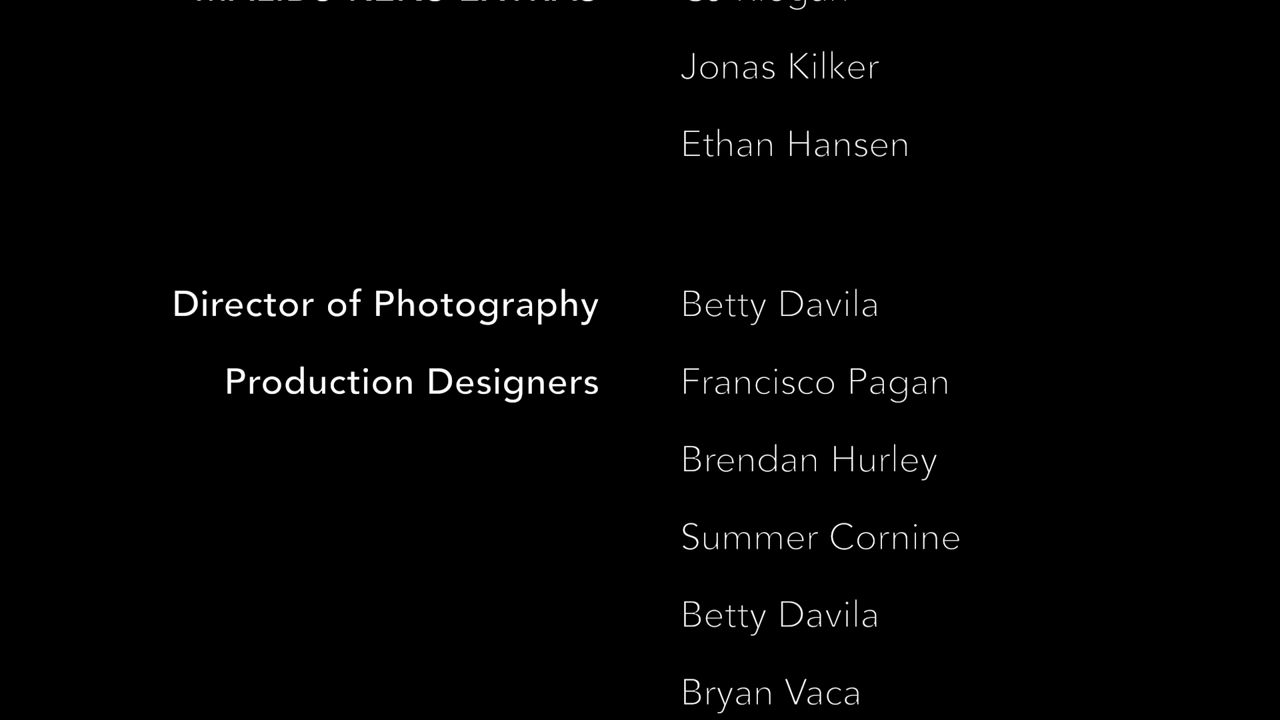 Jonas Kilker
Ethan Hansen
Director of Photography Betty Davila
Production Designers Francisco Pagan
Brendan Hurley
Summer Cornine
Betty Davila
Bryan Vaca